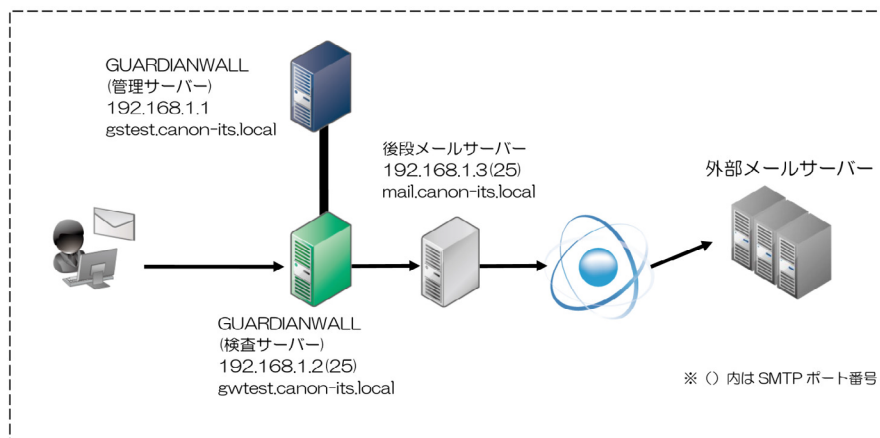 GUARDIANWALL
(管理サーバー)
192.168.1.1
gstest.canon-its.local
後段メールサーバー
192.168.1.3(25)
mail.canon-its.local
外部メールサーバー
GUARDIANWALL
(検査サーバー)
192.168.1.2(25)
gwtest.canon-its.local
※（）内は SMTP ポート番号